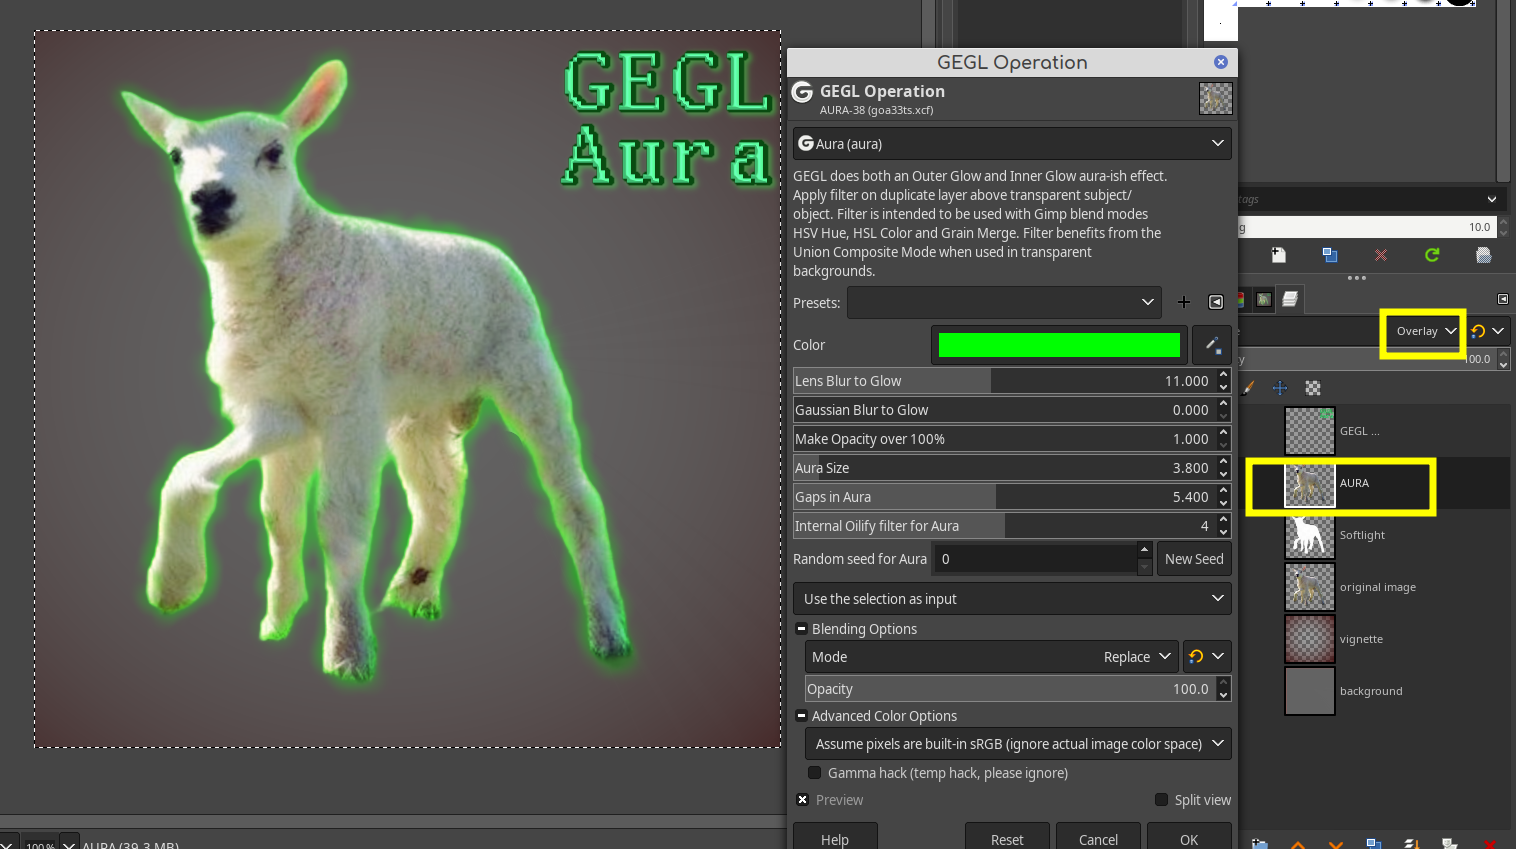 GEGL
Aura
GEGL Operation
GEGL Operation
AURA-38 (goa33ts.xcf)
Aura (aura)
GEGL does both an Outer Glow and Inner Glow aura-ish effect.
Apply filter on duplicate layer above transparent subject/
object. Filter is intended to be used with Gimp blend modes
HSV Hue, HSL Color and Grain Merge. Filter benefits from the
Union Composite Mode when used in transparent
backgrounds.
Presets:
Color
Lens Blur to Glow 11.000
Gaussian Blur to Glow 0.000
Make Opacity over 100% 1.000
Aura Size 3.800
Gaps in Aura 5.400
Internal Oilify filter for Aura 4
Random seed for Aura 0 New Seed
Use the selection as input
Blending Options
Mode Replace
Opacity 100.0
Advanced Color Options
Assume pixels are built-in sRGB (ignore actual image color space)
Gamma hack (temp hack, please ignore)
Preview Split view
Help Reset Cancel OK
tags
g 10.0
Overlay
y 100.0
GEGL ...
AURA
Softlight
original image
vignette
background
100% AURA (39.3 MB)